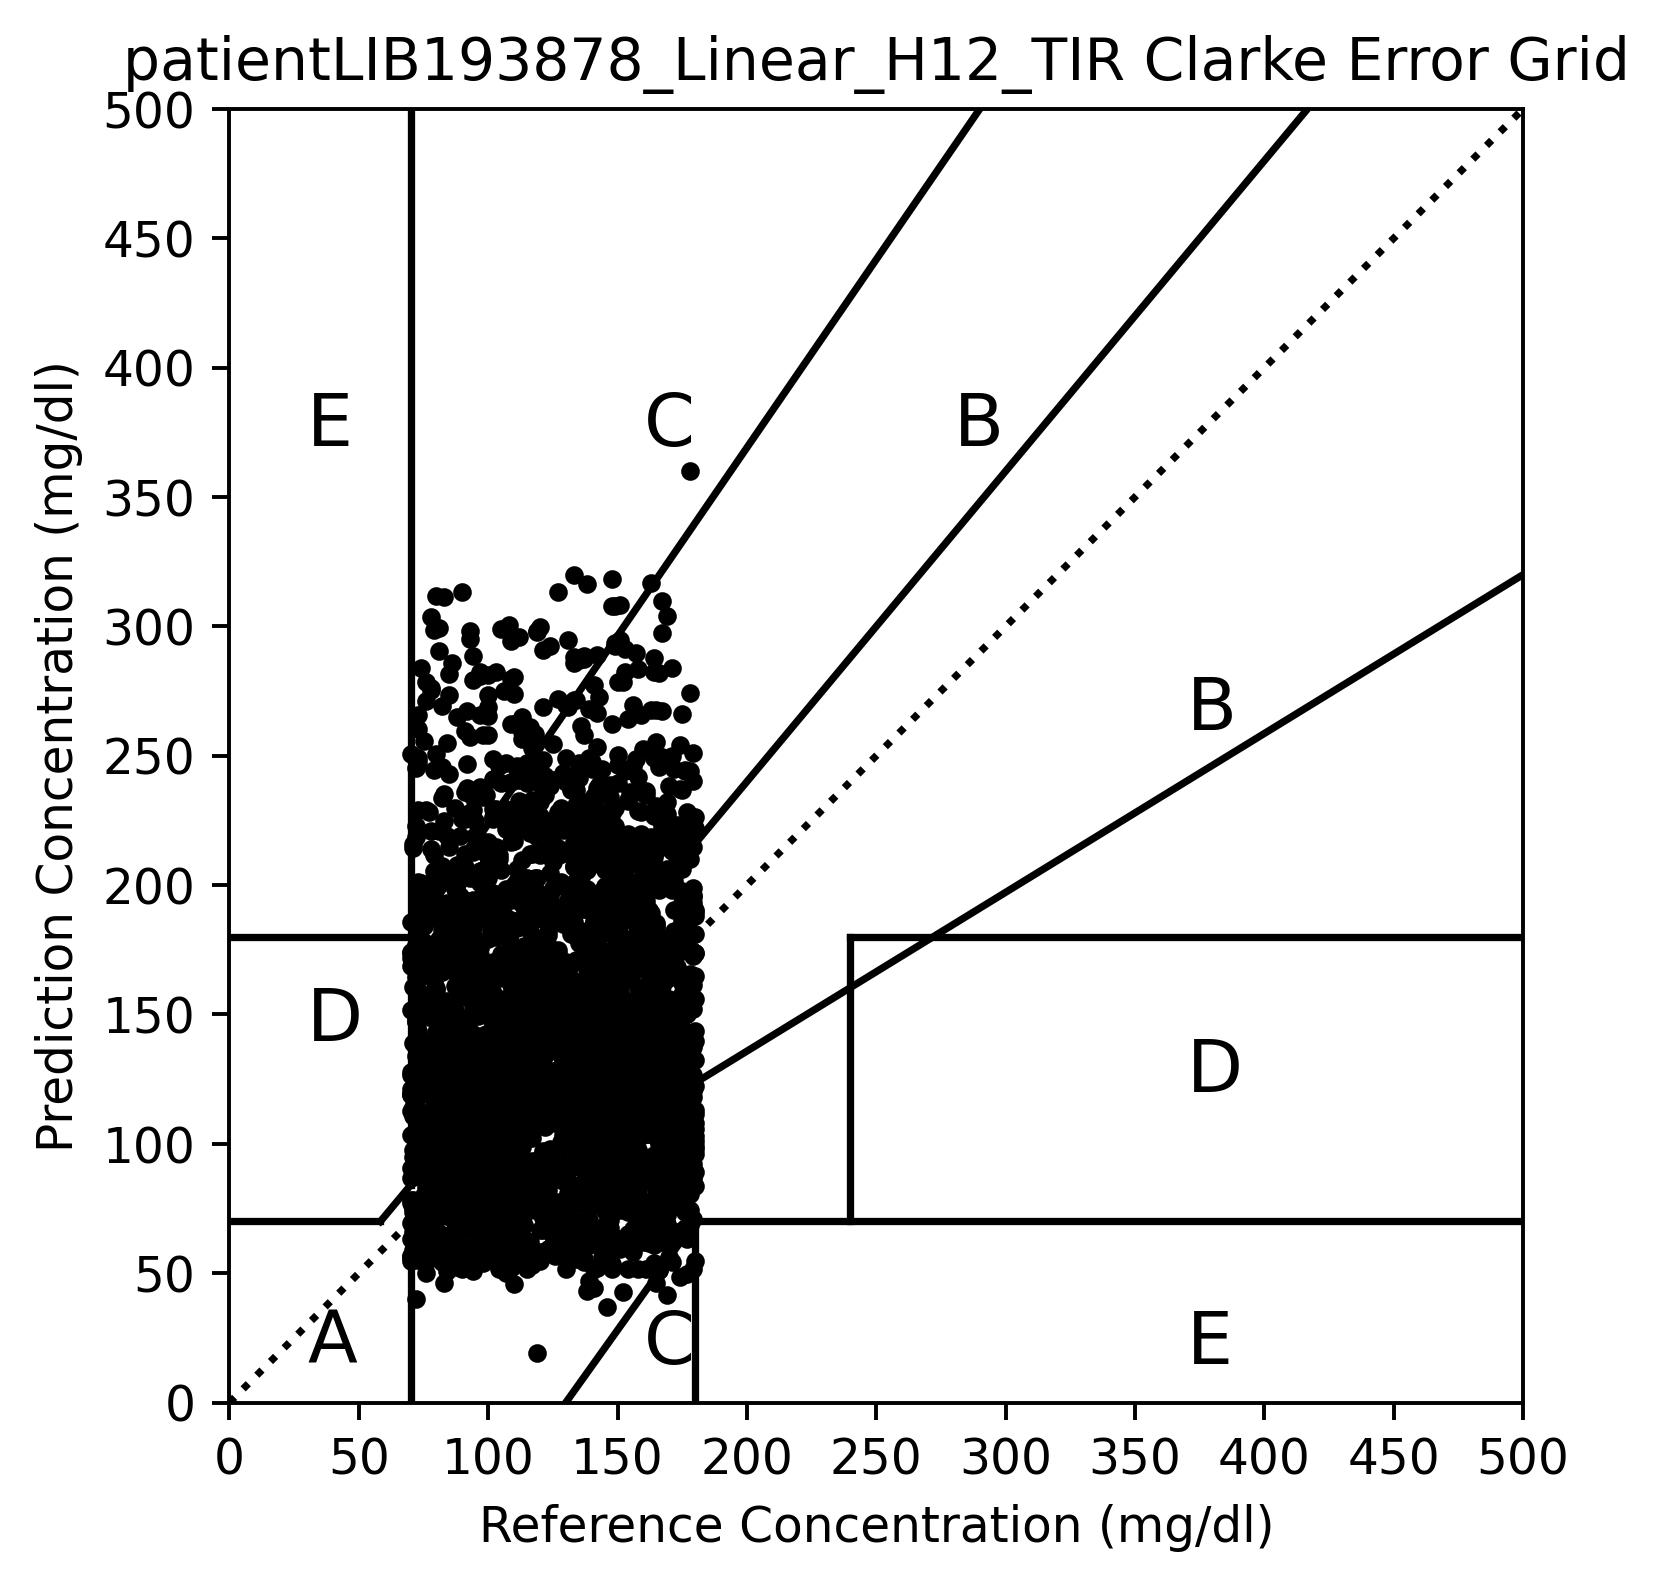 patientLIB193878_Linear_H12_TIR Clarke Error Grid
500
450
400
350
300
250
200
150
100
50
0
Prediction Concentration (mg/dl)
E
C
B
B
D
D
A
C
E
0 50 100 150 200 250 300 350 400 450 500
Reference Concentration (mg/dl)